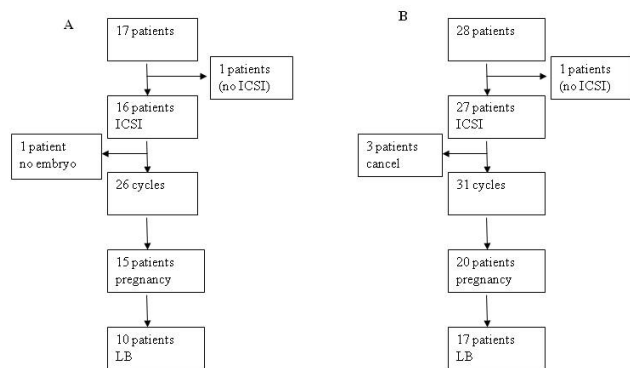 A
17 patients
1 patients
(no ICSI)
16 patients
ICSI
1 patient
no embryo
26 cycles
15 patients
pregnancy
10 patients
LB
B
28 patients
1 patients
(no ICSI)
27 patients
ICSI
3 patients
cancel
31 cycles
20 patients
pregnancy
17 patients
LB